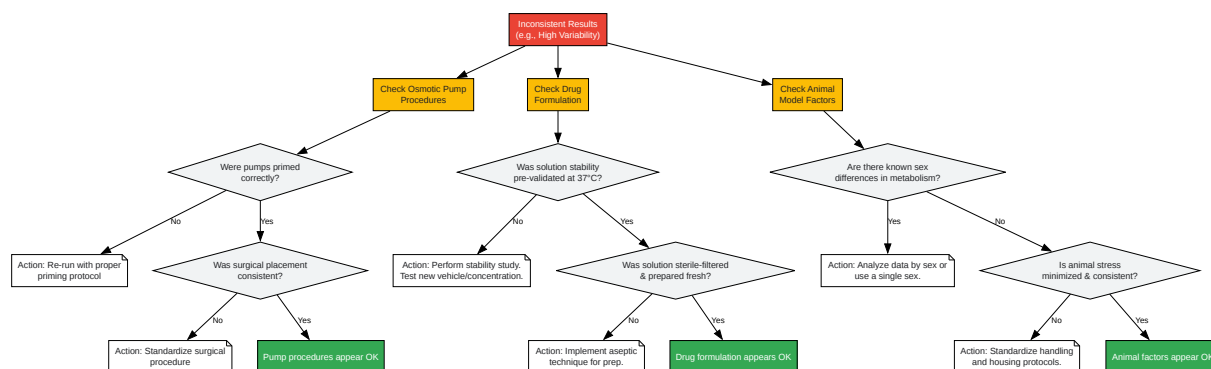 Inconsistent Results
(e.g., High Variability)
Check Osmotic Pump
Procedures
Check Drug
Formulation
Check Animal
Model Factors
Were pumps primed
correctly?
Was solution stability
pre-validated at 37°C?
Are there known sex
differences in metabolism?
No
Yes
No
Yes
Yes
No
Action: Re-run with proper
priming protocol
Was surgical placement
consistent?
Action: Perform stability study.
Test new vehicle/concentration.
Was solution sterile-filtered
& prepared fresh?
Action: Analyze data by sex or
use a single sex.
Is animal stress
minimized & consistent?
No
Yes
No
Yes
No
Yes
Action: Standardize surgical
procedure
Pump procedures appear OK
Action: Implement aseptic
technique for prep.
Drug formulation appears OK
Action: Standardize handling
and housing protocols.
Animal factors appear OK